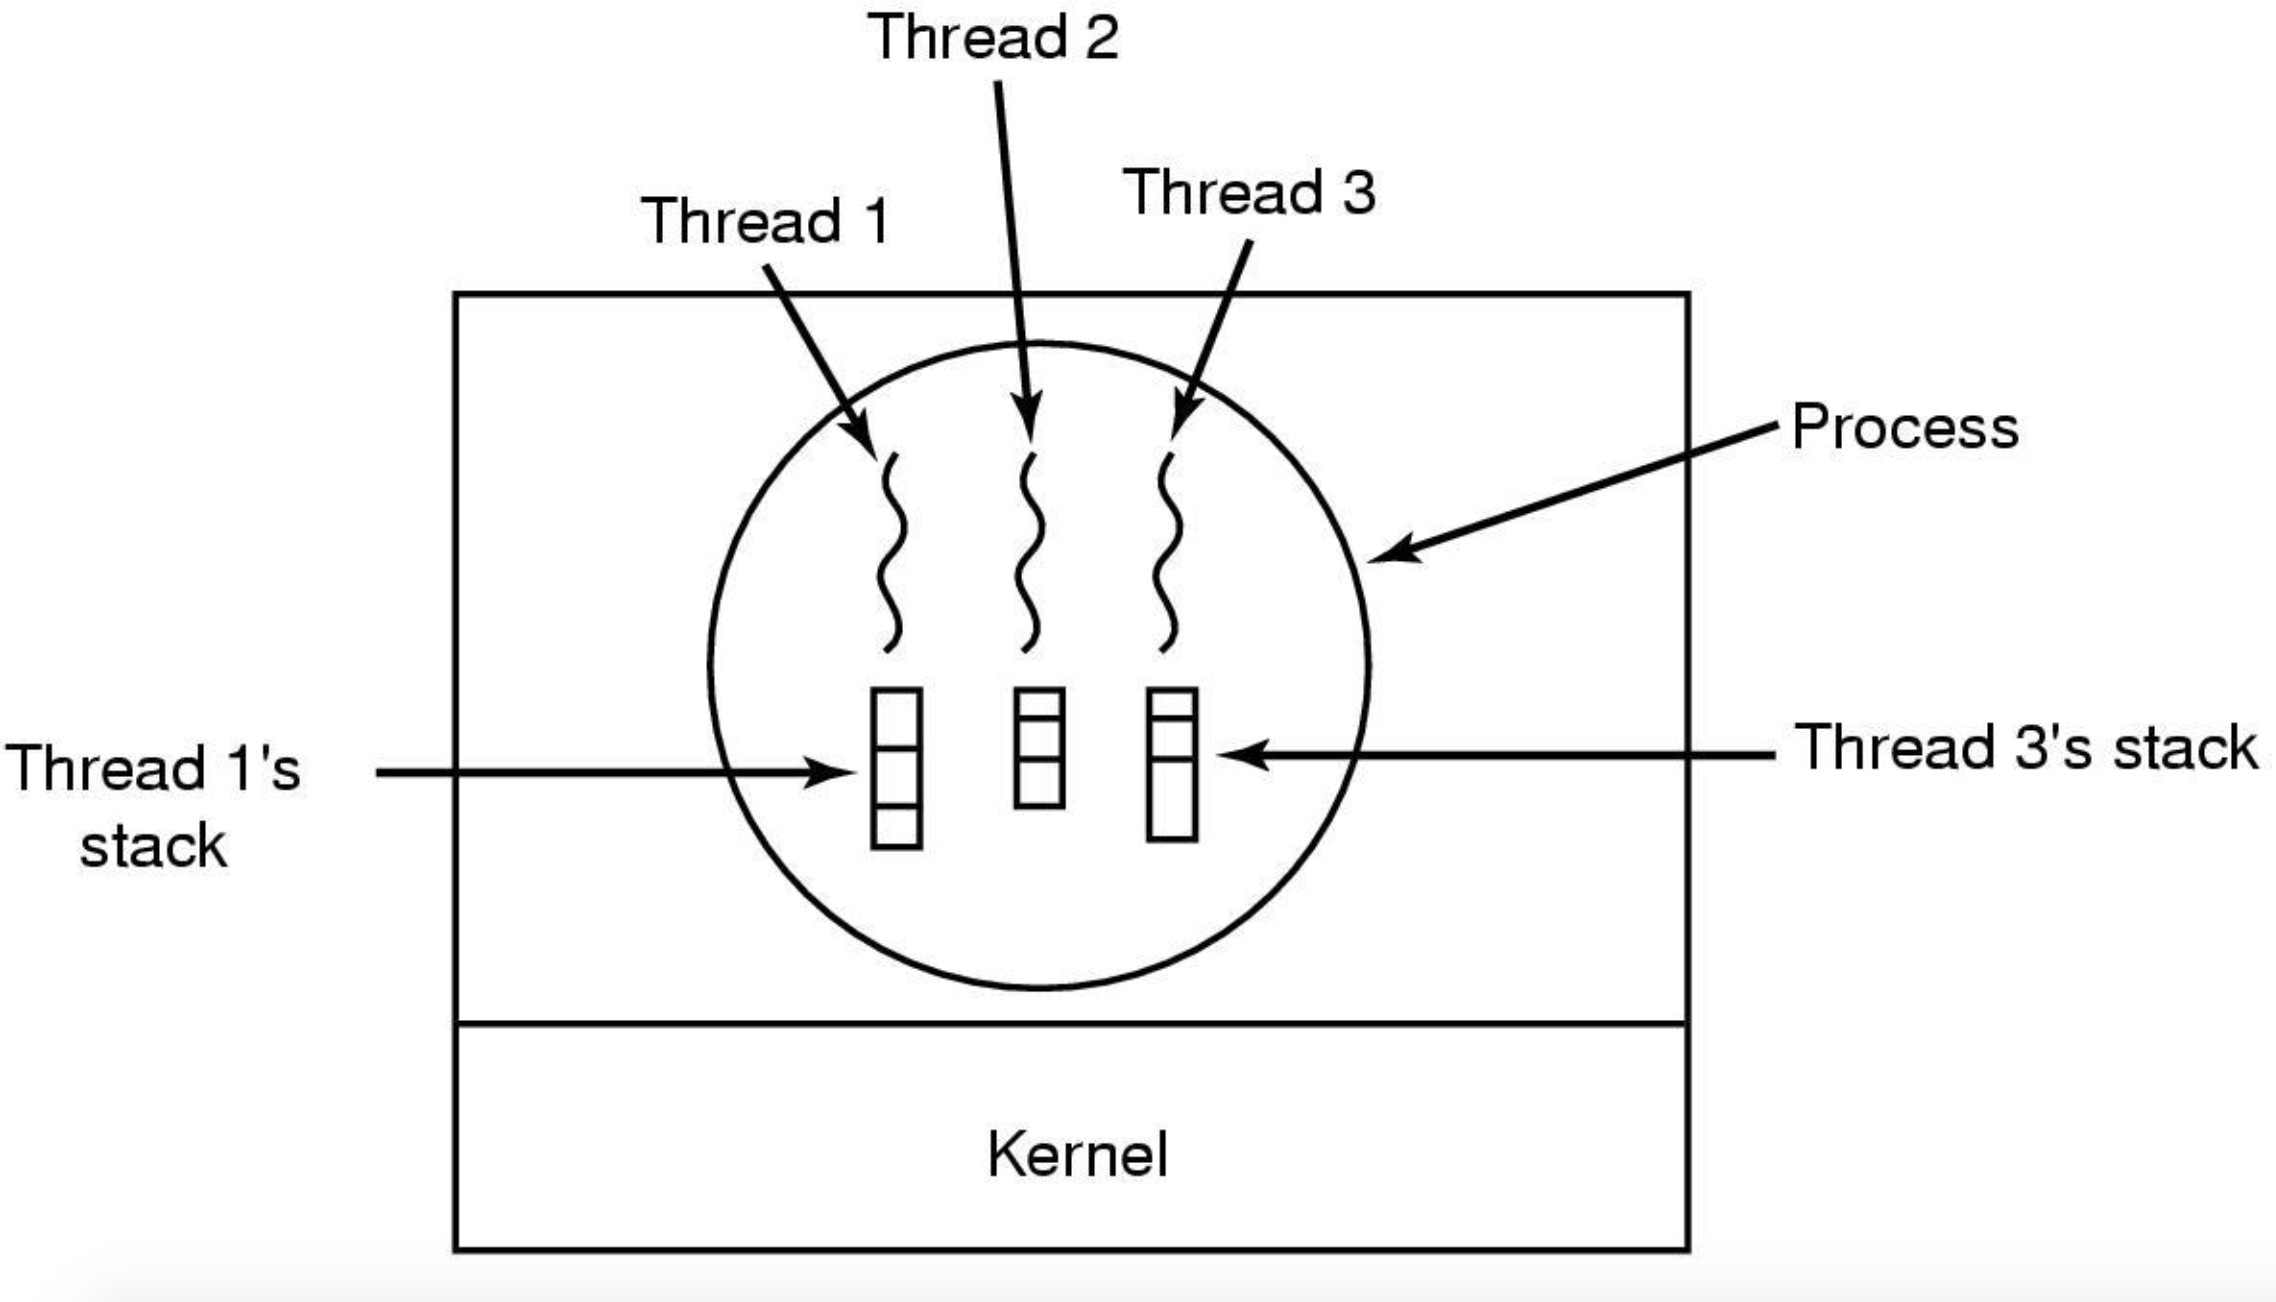 Thread 2
Thread 3
Thread 1
Process
Thread 3's stack
Thread 1's
stack
Kernel